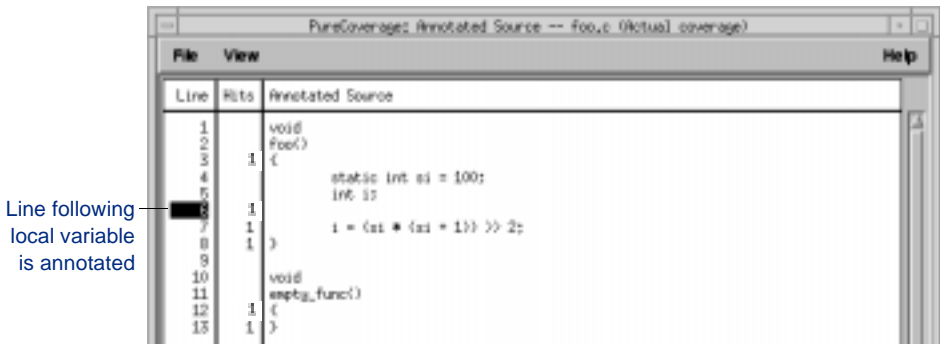 PureCoverage: Annotated Source -- foo.c (Actual coverage)
File View Help
Line Hits Annotated Source
1 void
2 foo()
3 1 {
4 static int si = 100;
5 int i;
6 1
7 1 i = (si * (si + 1)) >> 2;
8 1 }
9
10 void
11 empty_func()
12 1 {
13 1 }
Line following
local variable
is annotated